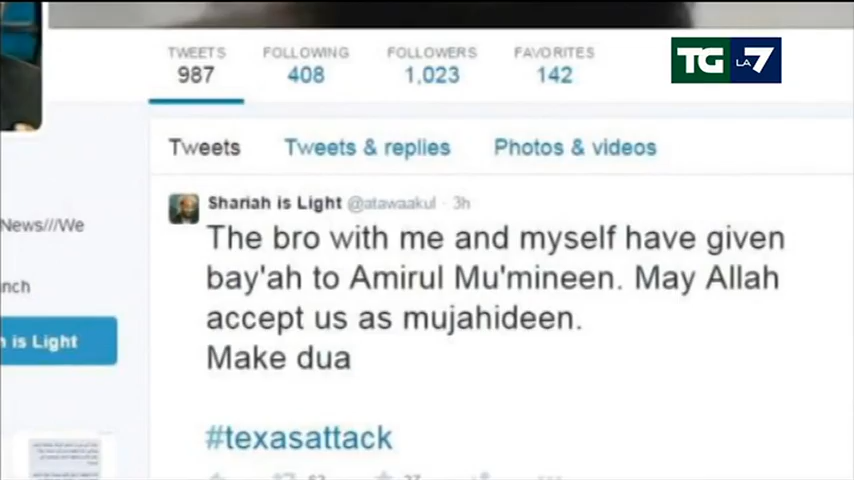 TWEETS FOLLOWING FOLLOWERS FAVORITES
987 408 1,023 142
TG LA 7
Tweets Tweets & replies Photos & videos
Shariah is Light @atawaakul · 3h
News///We
The bro with me and myself have given
bay'ah to Amirul Mu'mineen. May Allah
accept us as mujahideen.
Make dua
is Light
#texasattack